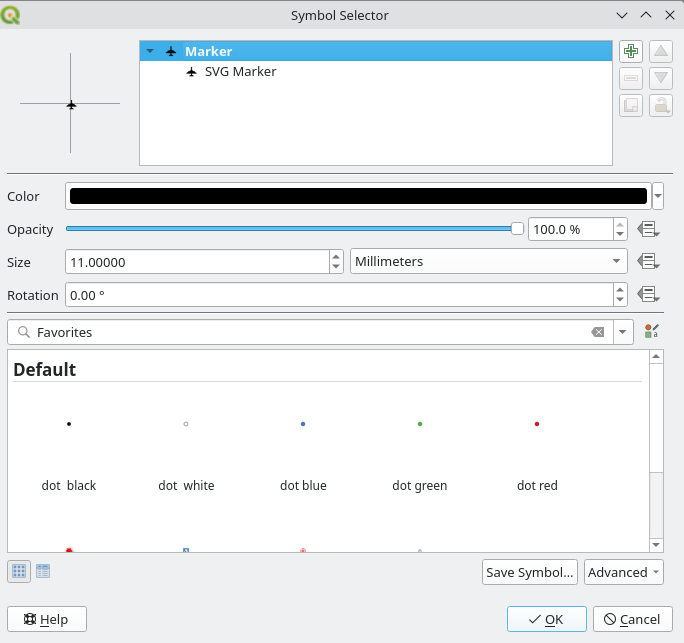 Symbol Selector
Marker
SVG Marker
Color
Opacity 100.0 %
Size 11.00000 Millimeters
Rotation 0.00 °
Favorites
Default
dot  black dot  white dot blue dot green dot red
Save Symbol... Advanced
Help OK Cancel